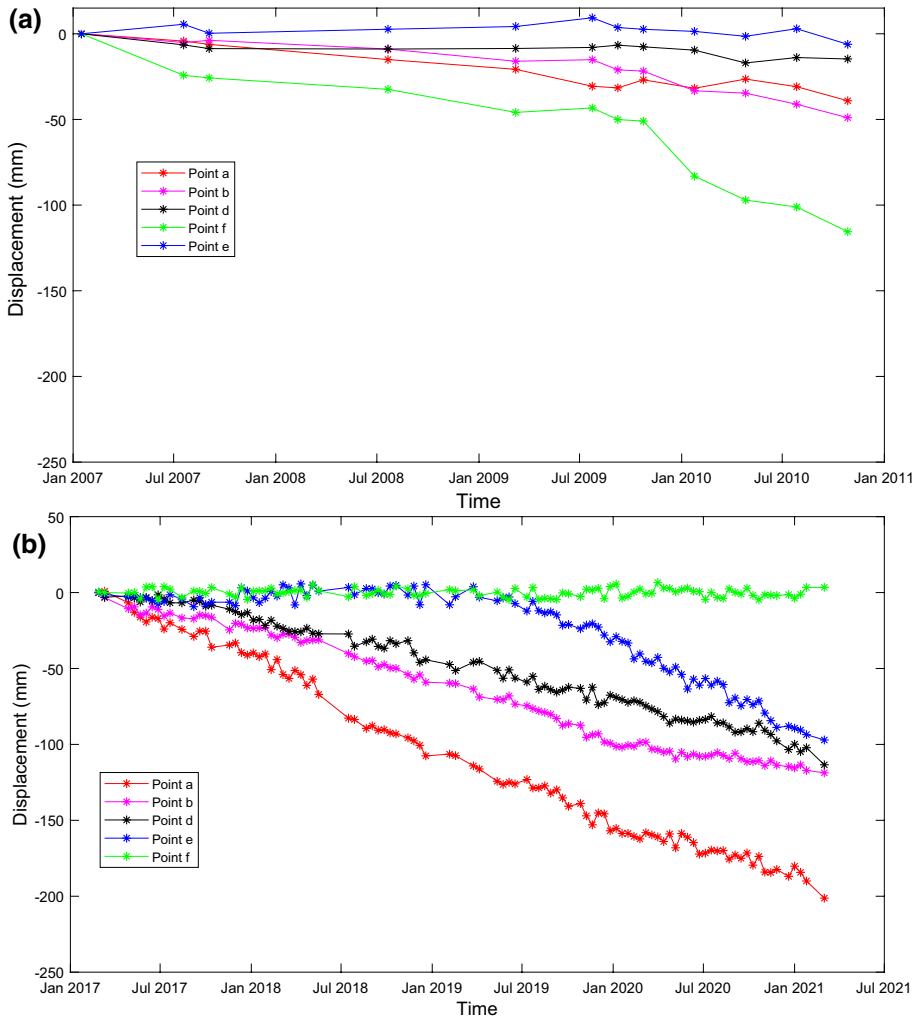 (a)
0
-50
-100
-150
-200
-250
Displacement (mm)
Point a
Point b
Point d
Point f
Point e
Jan 2007 Jul 2007 Jan 2008 Jul 2008 Jan 2009 Jul 2009 Jan 2010 Jul 2010 Jan 2011
Time
(b)
50
0
-50
-100
-150
-200
-250
Displacement (mm)
Point a
Point b
Point d
Point e
Point f
Jan 2017 Jul 2017 Jan 2018 Jul 2018 Jan 2019 Jul 2019 Jan 2020 Jul 2020 Jan 2021 Jul 2021
Time